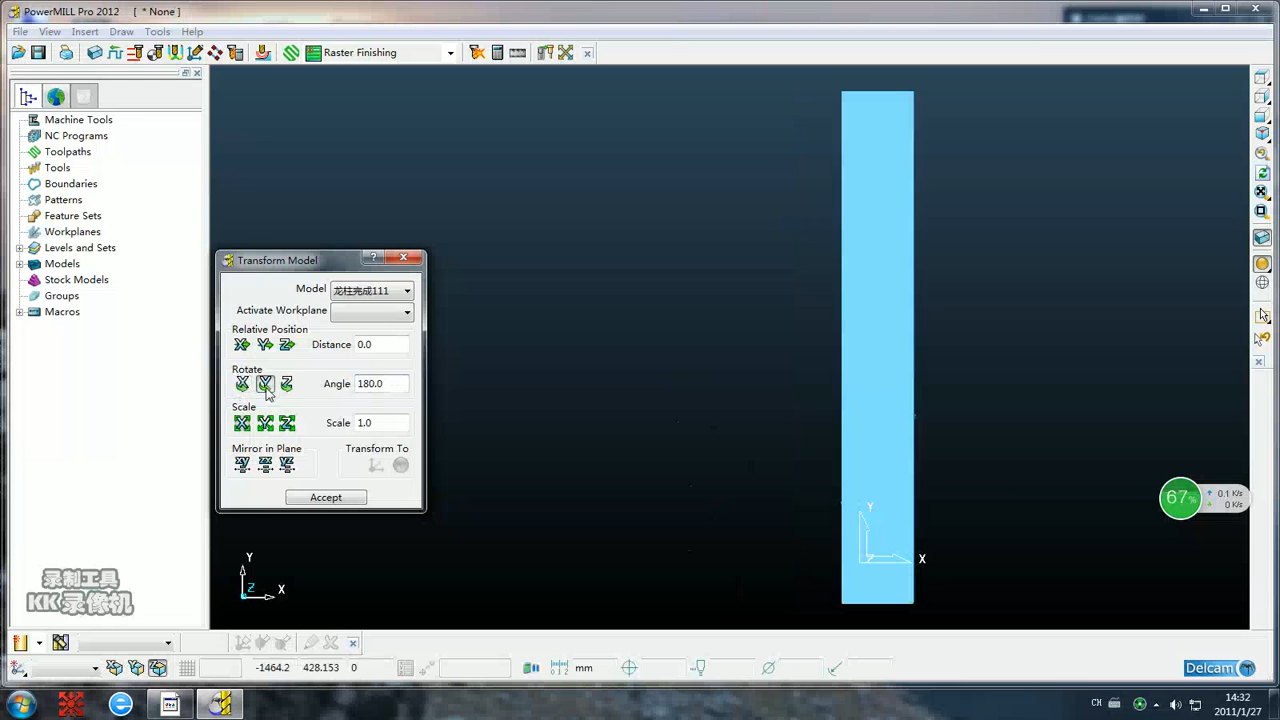 PowerMILL Pro 2012 [ * None ]
File View Insert Draw Tools Help
Raster Finishing
Machine Tools
NC Programs
Toolpaths
Tools
Boundaries
Patterns
Feature Sets
Workplanes
Levels and Sets
Models
Stock Models
Groups
Macros
Transform Model
Model 龙柱完成111
Activate Workplane
Relative Position
X Y Z Distance 0.0
Rotate
X Y Z Angle 180.0
Scale
X Y Z Scale 1.0
Mirror in Plane Transform To
XY ZX YZ
Accept
Y
X
Z
Y
X
Z
67%
0.1 K/s
0 K/s
录制工具
KK录像机
-1464.2 428.153 0 mm
Delcam
CH
14:32
2011/1/27